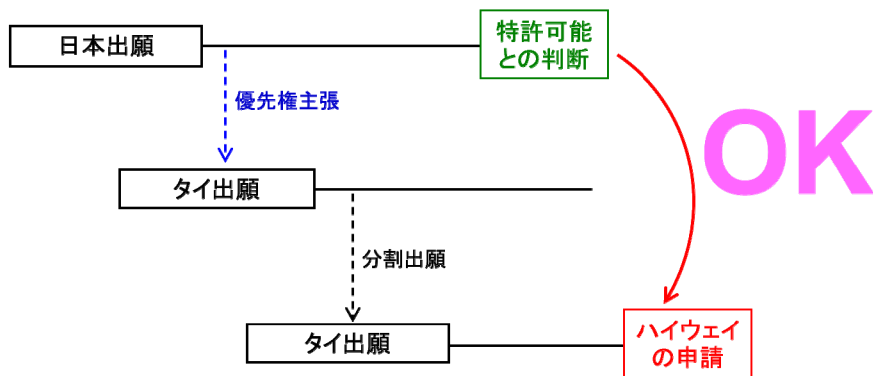 日本出願
特許可能
との判断
優先権主張
OK
タイ出願
分割出願
タイ出願
ハイウェイ
の申請